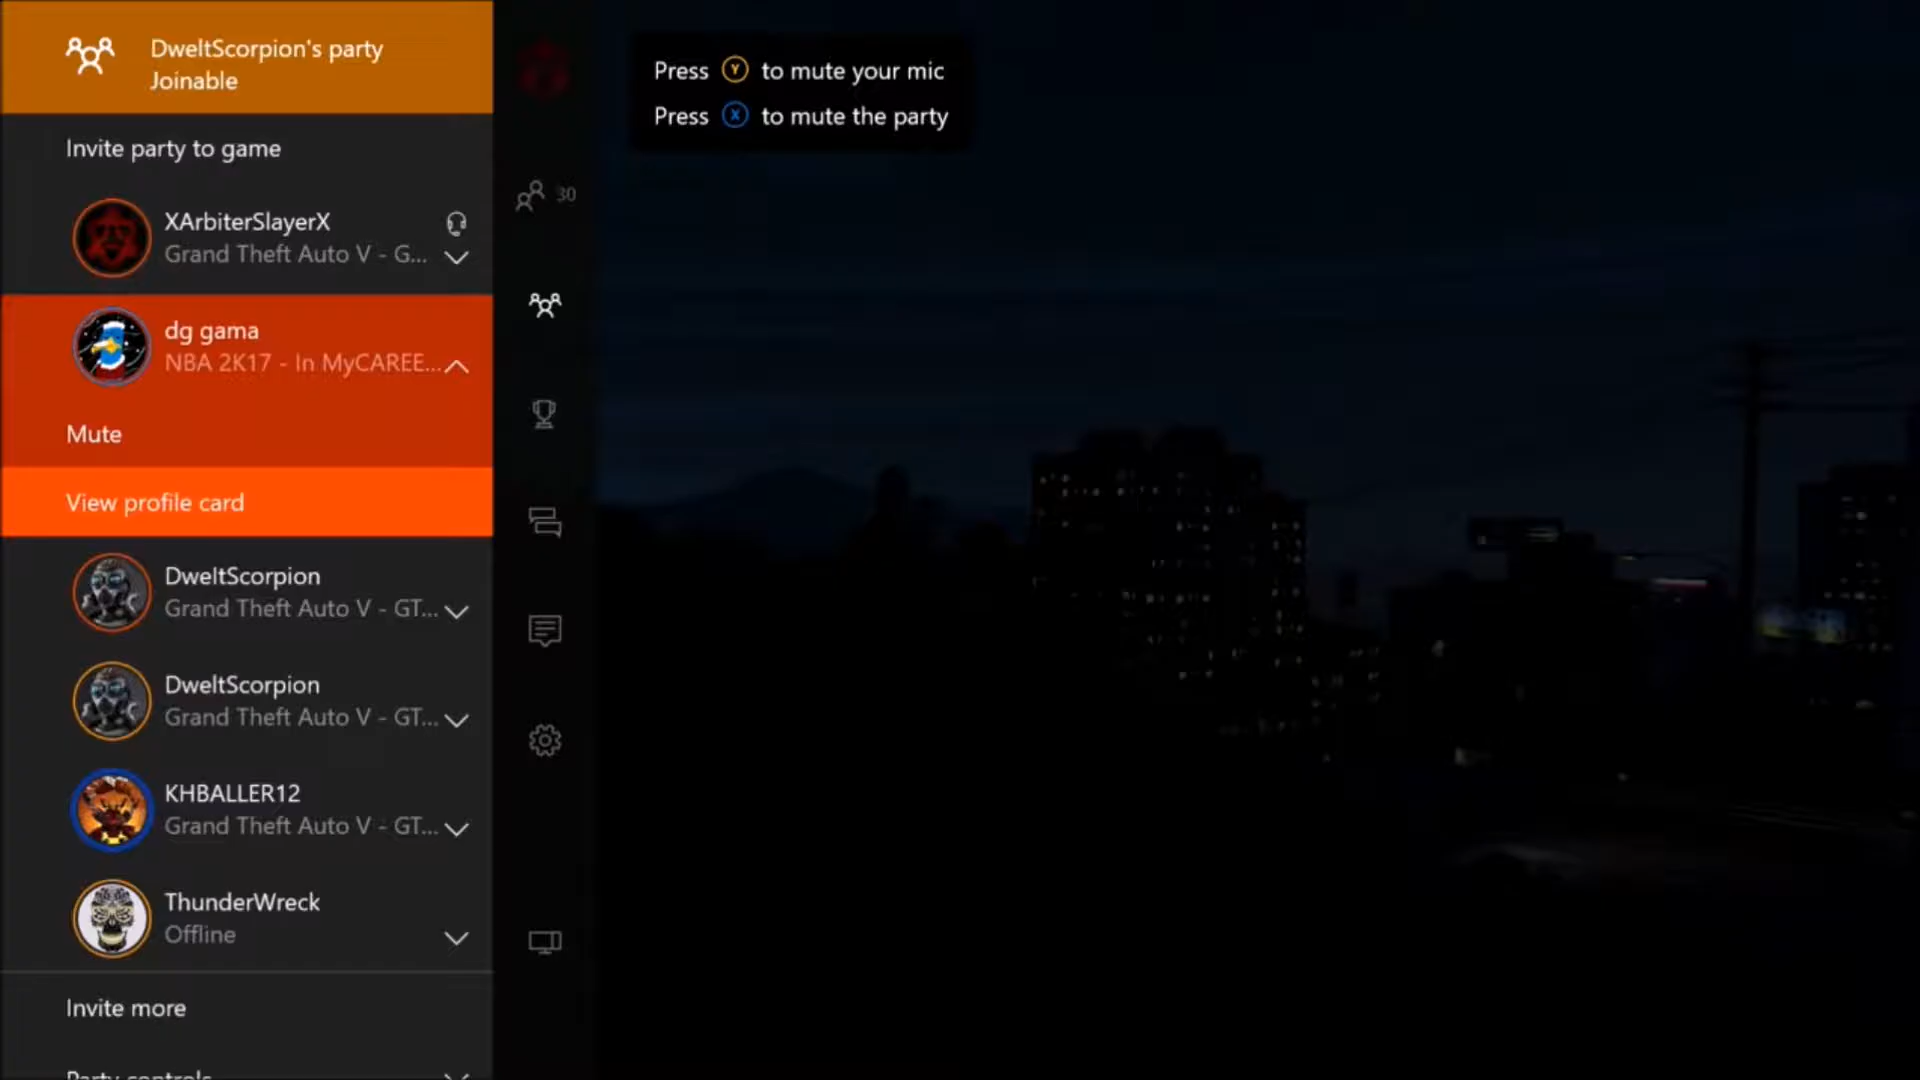 DweltScorpion's party
Joinable
Invite party to game
XArbiterSlayerX
Grand Theft Auto V - G...
dg gama
NBA 2K17 - In MyCAREE...
Mute
View profile card
DweltScorpion
Grand Theft Auto V - GT...
DweltScorpion
Grand Theft Auto V - GT...
KHBALLER12
Grand Theft Auto V - GT...
ThunderWreck
Offline
Invite more
Party controls
30
Press Y to mute your mic
Press X to mute the party